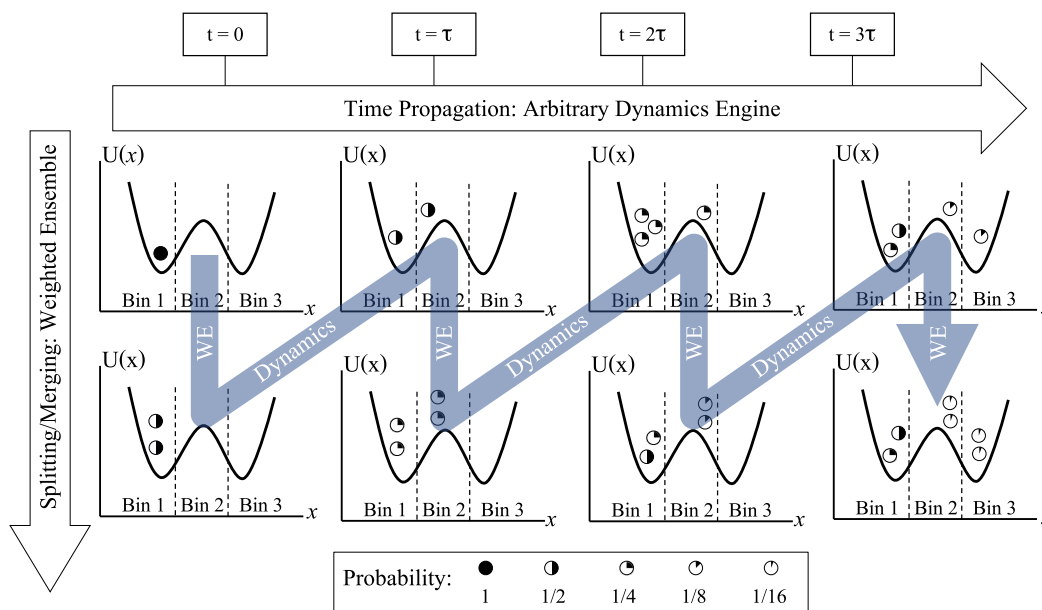 t = 0
t = τ
t = 2τ
t = 3τ
Time Propagation: Arbitrary Dynamics Engine
Splitting/Merging: Weighted Ensemble
U(x)
U(x)
U(x)
U(x)
Bin 1 Bin 2 Bin 3 x
Bin 1 Bin 2 Bin 3 x
Bin 1 Bin 2 Bin 3 x
Bin 1 Bin 2 Bin 3
WE
Dynamics
WE
Dynamics
WE
Dynamics
WE
U(x)
U(x)
U(x)
U(x)
Bin 1 Bin 2 Bin 3 x
Bin 1 Bin 2 Bin 3 x
Bin 1 Bin 2 Bin 3 x
Bin 1 Bin 2 Bin 3
Probability:
1 1/2 1/4 1/8 1/16